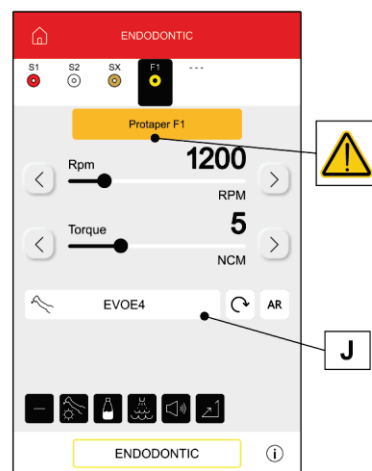 ENDODONTIC
S1 S2 SX F1 ---
Protaper F1
Rpm 1200
RPM
Torque 5
NCM
EVOE4 AR
J
ENDODONTIC i